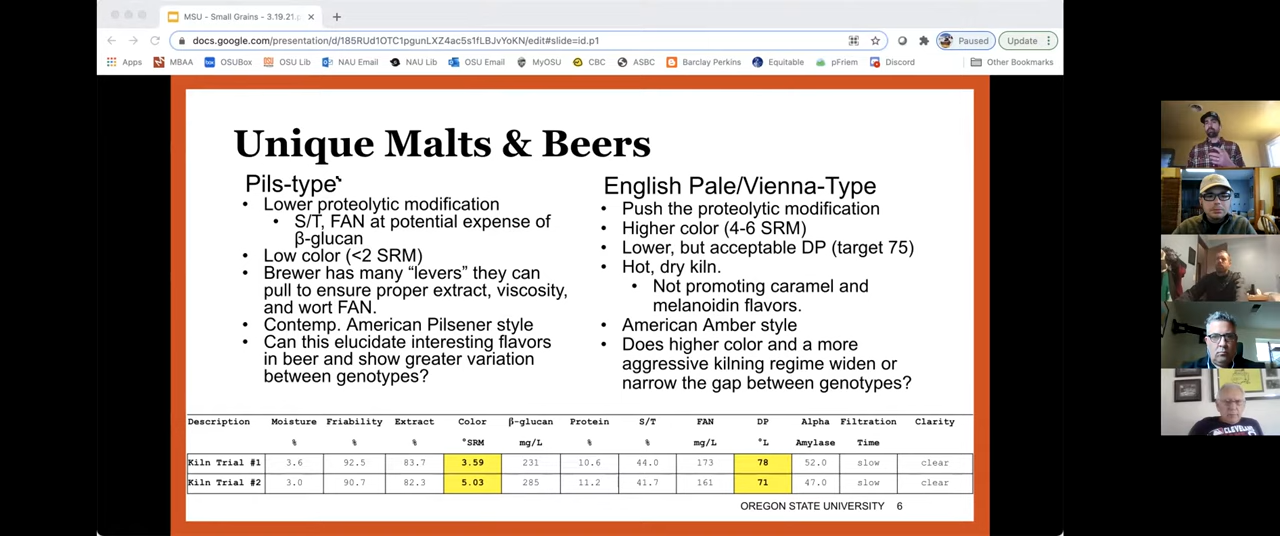 MSU - Small Grains - 3.19.21.p
docs.google.com/presentation/d/185RUd1OTC1pgunLXZ4ac5s1fLBJvYoKN/edit#slide=id.p1
Paused
Update
Apps MBAA OSUBox OSU Lib NAU Email NAU Lib OSU Email MyOSU CBC ASBC Barclay Perkins Equitable pFriem Discord Other Bookmarks
Unique Malts & Beers
Pils-type
• Lower proteolytic modification
• S/T, FAN at potential expense of
β-glucan
• Low color (<2 SRM)
• Brewer has many “levers” they can
pull to ensure proper extract, viscosity,
and wort FAN.
• Contemp. American Pilsener style
• Can this elucidate interesting flavors
in beer and show greater variation
between genotypes?
English Pale/Vienna-Type
• Push the proteolytic modification
• Higher color (4-6 SRM)
• Lower, but acceptable DP (target 75)
• Hot, dry kiln.
• Not promoting caramel and
melanoidin flavors.
• American Amber style
• Does higher color and a more
aggressive kilning regime widen or
narrow the gap between genotypes?
Description Moisture Friability Extract Color β-glucan Protein S/T FAN DP Alpha Filtration Clarity
% % % °SRM mg/L % % mg/L °L Amylase Time
Kiln Trial #1 3.6 92.5 83.7 3.59 231 10.6 44.0 173 78 52.0 slow clear
Kiln Trial #2 3.0 90.7 82.3 5.03 285 11.2 41.7 161 71 47.0 slow clear
OREGON STATE UNIVERSITY 6
CLEVELAND